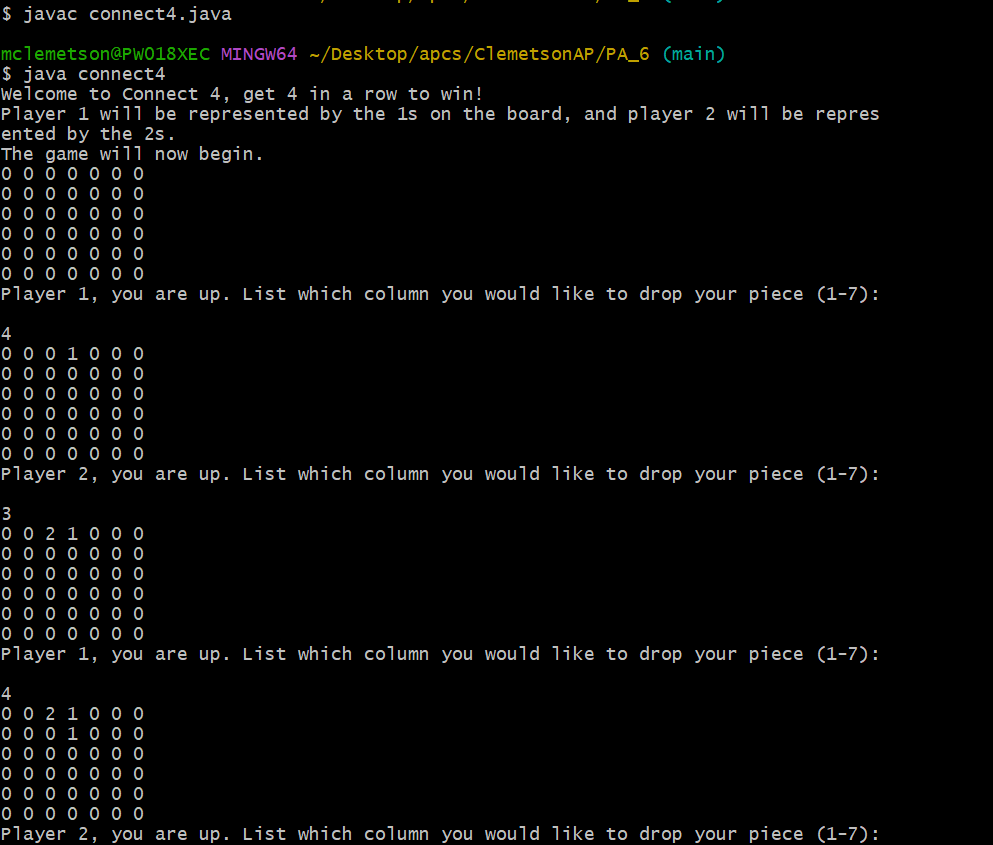 $ javac connect4.java
mclemetson@PW018XEC MINGW64 ~/Desktop/apcs/ClemetsonAP/PA_6 (main)
$ java connect4
Welcome to Connect 4, get 4 in a row to win!
Player 1 will be represented by the 1s on the board, and player 2 will be repres
ented by the 2s.
The game will now begin.
0 0 0 0 0 0 0
0 0 0 0 0 0 0
0 0 0 0 0 0 0
0 0 0 0 0 0 0
0 0 0 0 0 0 0
0 0 0 0 0 0 0
Player 1, you are up. List which column you would like to drop your piece (1-7):
4
0 0 0 1 0 0 0
0 0 0 0 0 0 0
0 0 0 0 0 0 0
0 0 0 0 0 0 0
0 0 0 0 0 0 0
0 0 0 0 0 0 0
Player 2, you are up. List which column you would like to drop your piece (1-7):
3
0 0 2 1 0 0 0
0 0 0 0 0 0 0
0 0 0 0 0 0 0
0 0 0 0 0 0 0
0 0 0 0 0 0 0
0 0 0 0 0 0 0
Player 1, you are up. List which column you would like to drop your piece (1-7):
4
0 0 2 1 0 0 0
0 0 0 1 0 0 0
0 0 0 0 0 0 0
0 0 0 0 0 0 0
0 0 0 0 0 0 0
0 0 0 0 0 0 0
Player 2, you are up. List which column you would like to drop your piece (1-7):